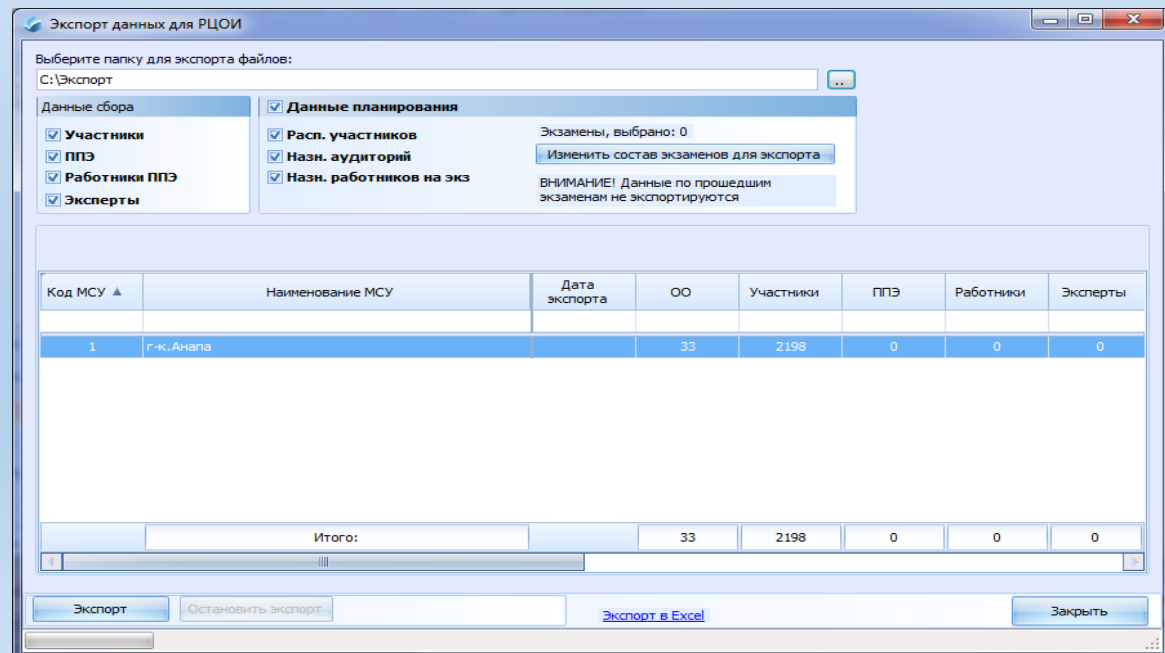 Экспорт данных для РЦОИ
Выберите папку для экспорта файлов:
C:\Экспорт
..
Данные сбора
Участники
ППЭ
Работники ППЭ
Эксперты
Данные планирования
Расп. участников
Назн. аудиторий
Назн. работников на экз
Экзамены, выбрано: 0
Изменить состав экзаменов для экспорта
ВНИМАНИЕ! Данные по прошедшим
экзаменам не экспортируются
Код МСУ Наименование МСУ Дата экспорта ОО Участники ППЭ Работники Эксперты
1 г-к.Анапа 33 2198 0 0 0
Итого: 33 2198 0 0 0
Экспорт Остановить экспорт Экспорт в Excel Закрыть